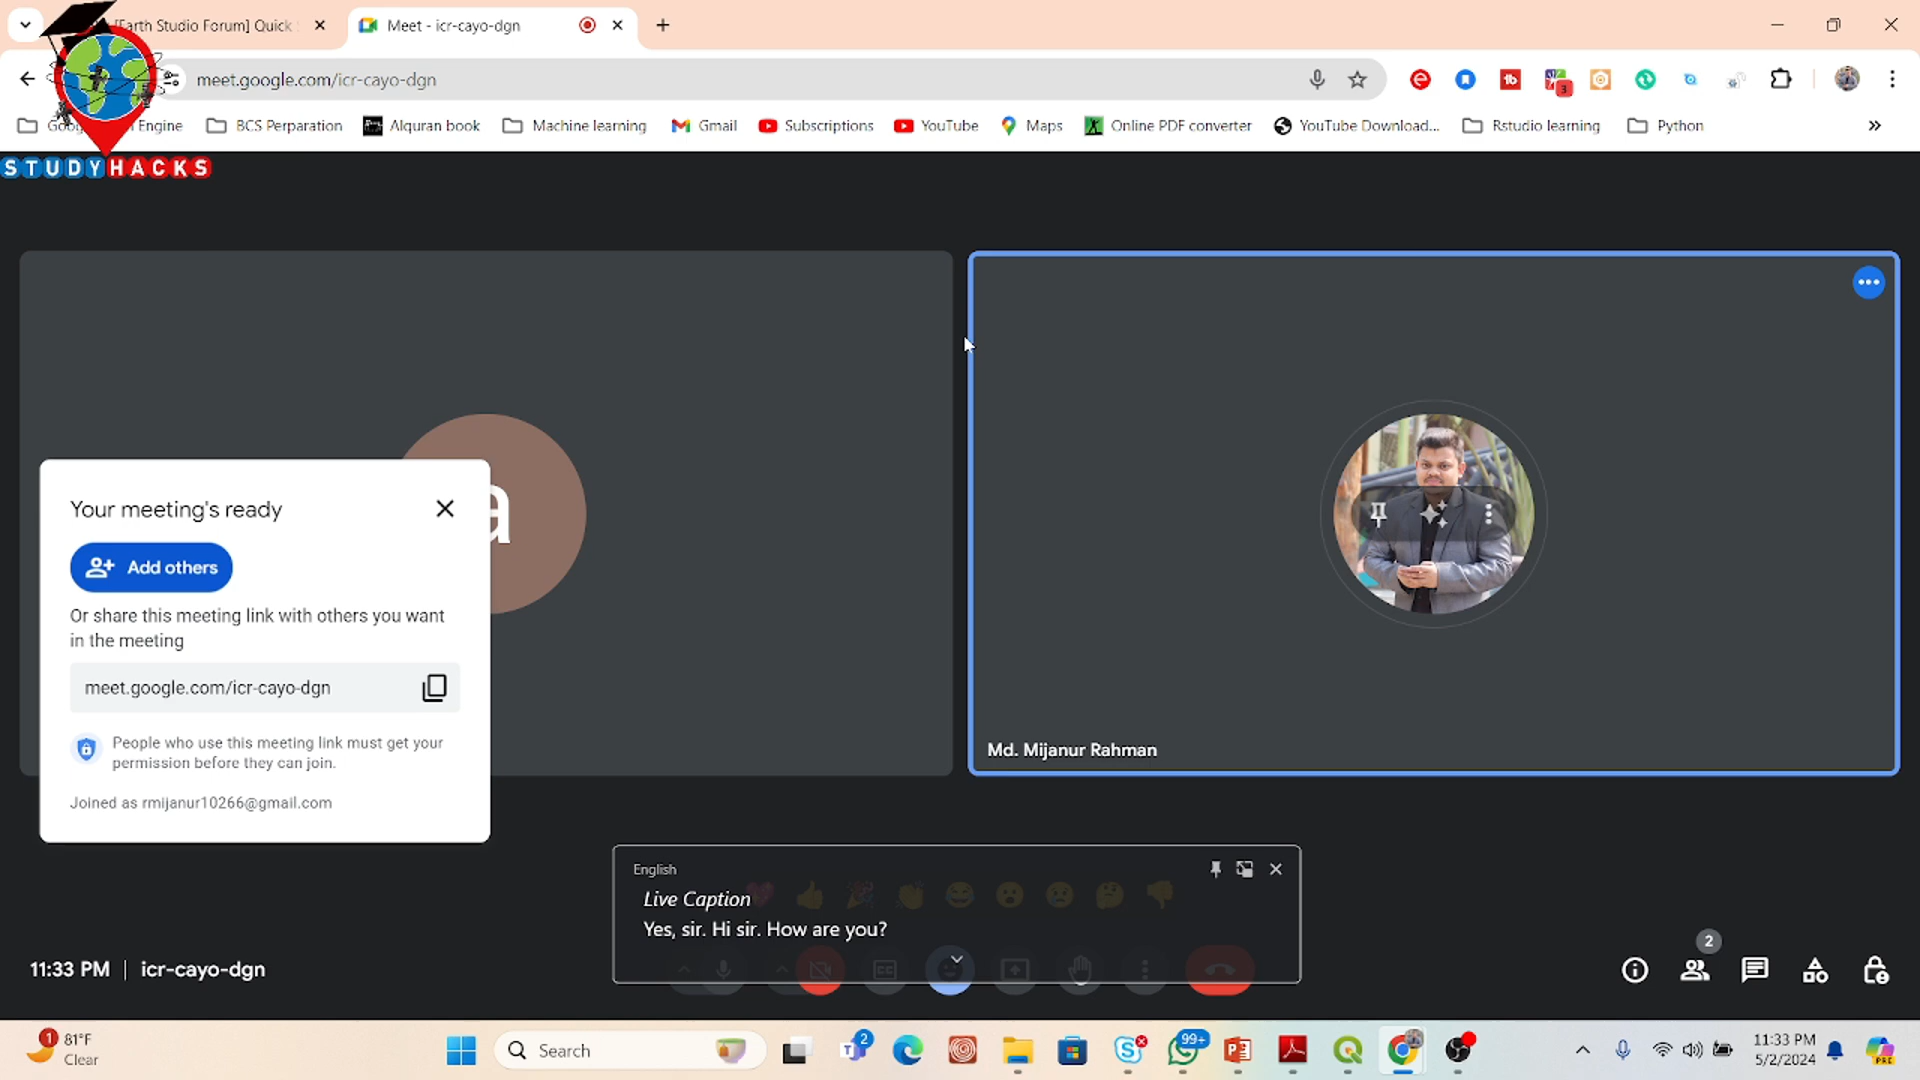 [Earth Studio Forum] Quick
Meet - icr-cayo-dgn
meet.google.com/icr-cayo-dgn
3
Engine
BCS Perparation
Alquran book
Machine learning
Gmail
Subscriptions
YouTube
Maps
Online PDF converter
YouTube Download...
Rstudio learning
Python
STUDYHACKS
a
Your meeting's ready
Add others
Or share this meeting link with others you want
in the meeting
meet.google.com/icr-cayo-dgn
People who use this meeting link must get your
permission before they can join.
Joined as rmijanur10266@gmail.com
Md. Mijanur Rahman
English
Live Caption
Yes, sir. Hi sir. How are you?
11:33 PM | icr-cayo-dgn
2
1
81°F
Clear
Search
2
99+
11:33 PM
5/2/2024
PRE